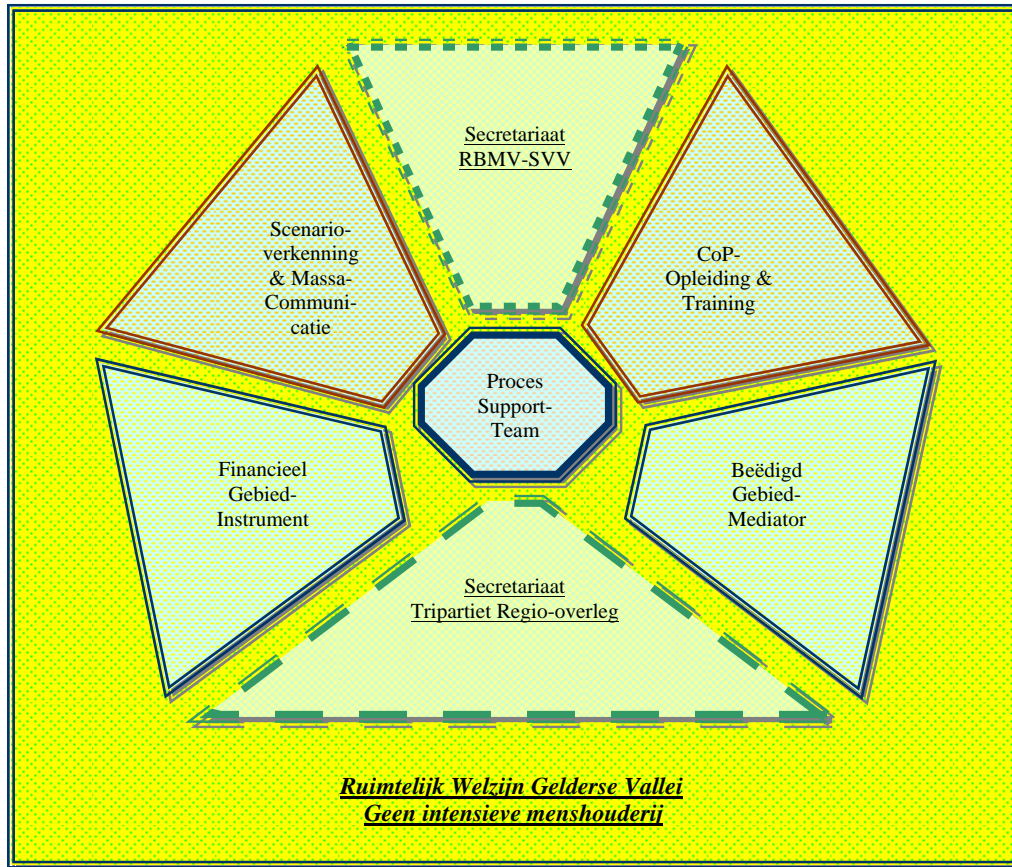 Secretariaat
RBMV-SVV
Scenario-
verkenning
& Massa-
Communi-
catie
CoP-
Opleiding &
Training
Proces
Support-
Team
Financieel
Gebied-
Instrument
Beëdigd
Gebied-
Mediator
Secretariaat
Tripartiet Regio-overleg
Ruimtelijk Welzijn Gelderse Vallei
Geen intensieve menshouderij